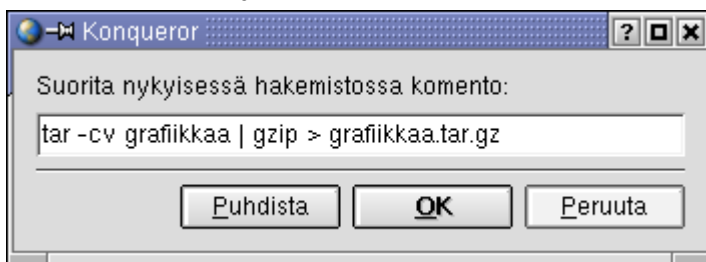 Konqueror
Suorita nykyisessä hakemistossa komento:
tar -cv grafiikkaa | gzip > grafiikkaa.tar.gz
Puhdista OK Peruuta